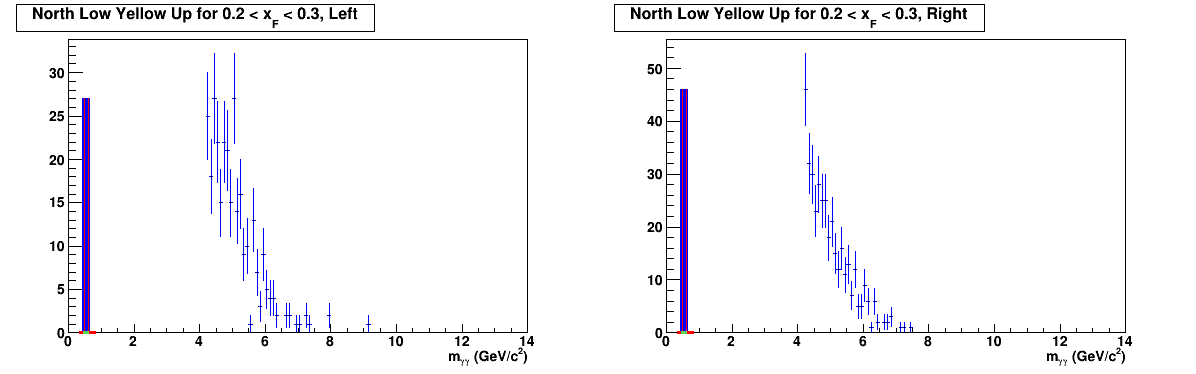 North Low Yellow Up for 0.2 < x_F < 0.3, Left
30
25
20
15
10
5
0
0 2 4 6 8 10 12 14
m_γγ (GeV/c²)
North Low Yellow Up for 0.2 < x_F < 0.3, Right
50
40
30
20
10
0
0 2 4 6 8 10 12 14
m_γγ (GeV/c²)